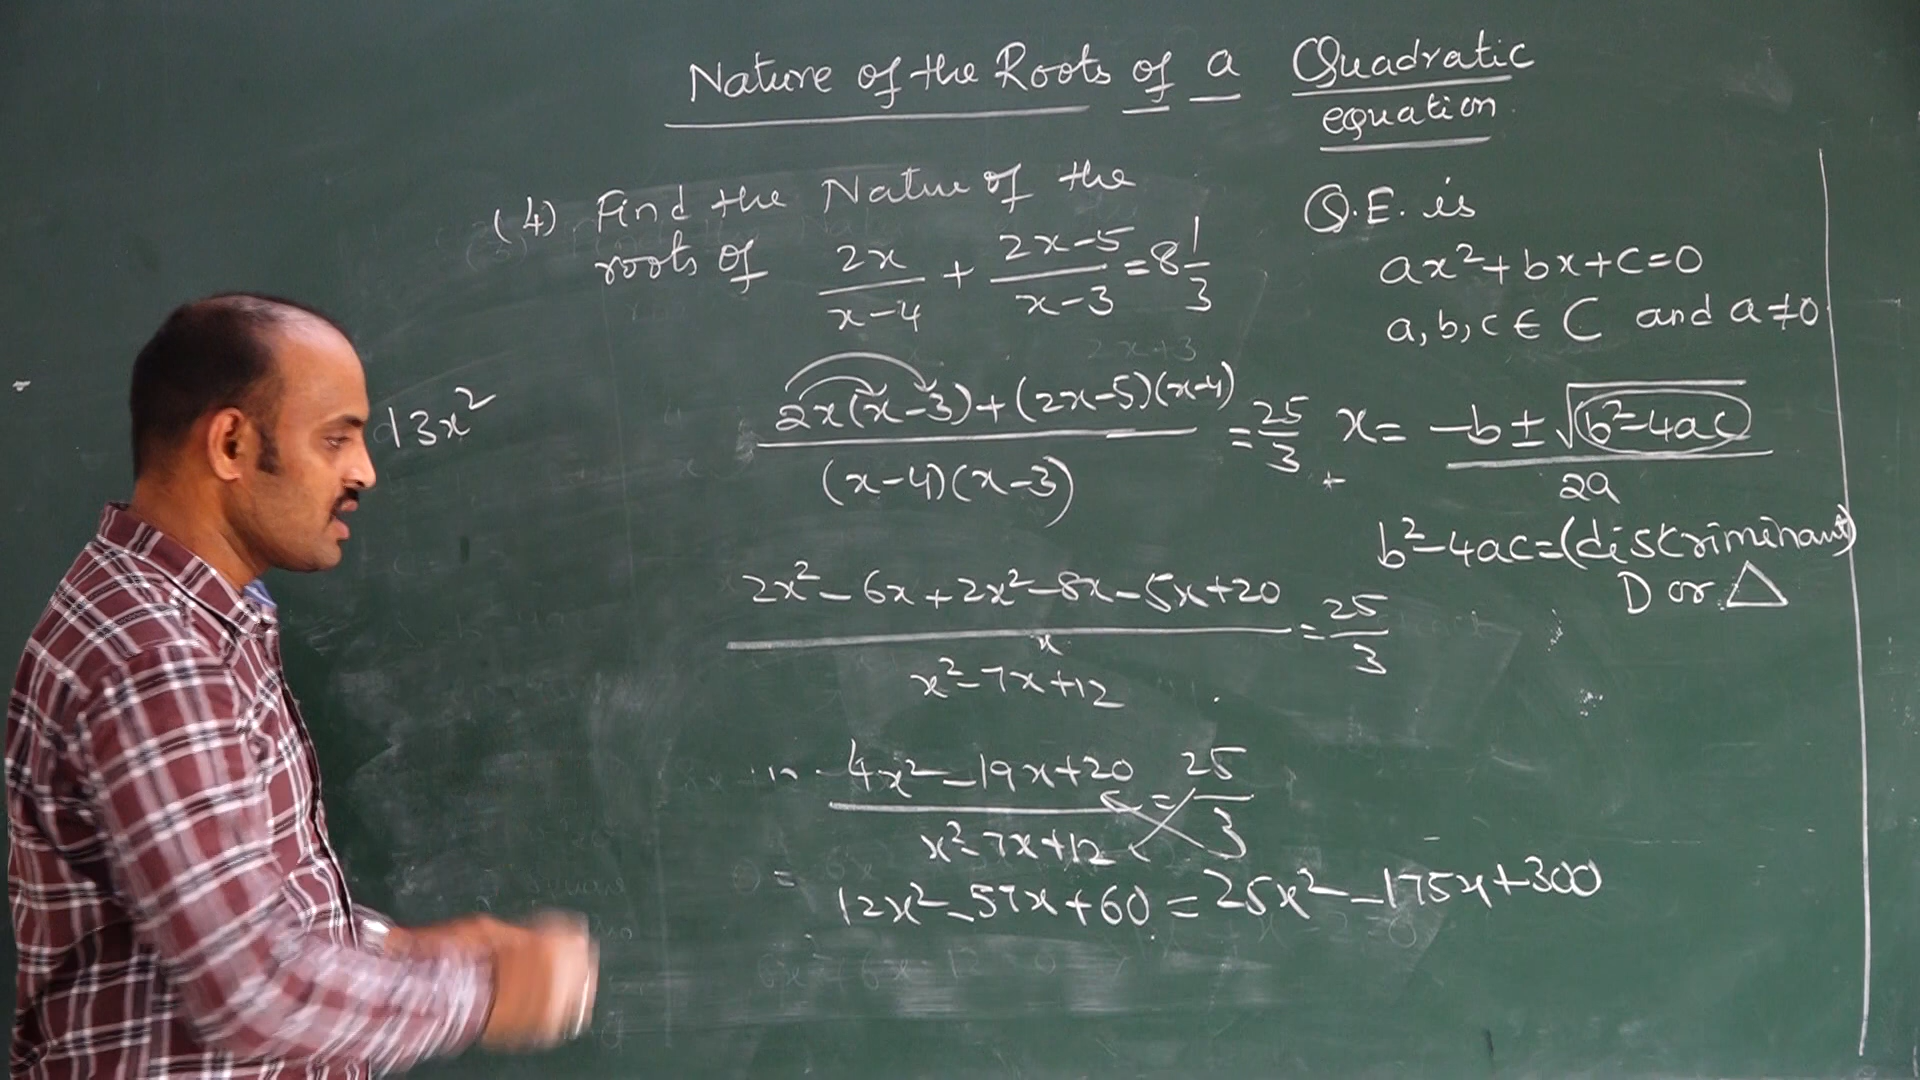 Nature of the Roots of a Quadratic
equation
(4) Find the Nature of the
roots of 2x/(x-4) + (2x-5)/(x-3) = 8 1/3
(2x(x-3)+(2x-5)(x-4))/((x-4)(x-3)) = 25/3
(2x²-6x+2x²-8x-5x+20)/(x²-7x+12) = 25/3
(4x²-19x+20)/(x²-7x+12) = 25/3
12x²-57x+60=25x²-175x+300
13x²
Q.E. is
ax²+bx+c=0
a,b,c ∈ C and a≠0
x= (-b±√(b²-4ac))/2a
b²-4ac=(discriminant)
D or △